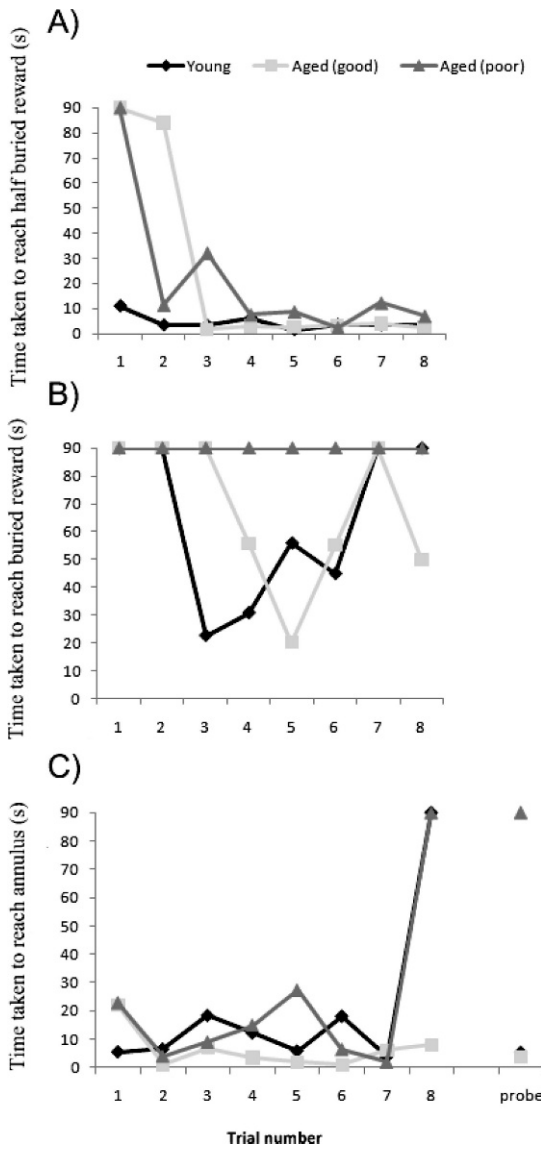 A)
Young Aged (good) Aged (poor)
Time taken to reach half buried reward (s)
90
80
70
60
50
40
30
20
10
0
1 2 3 4 5 6 7 8
B)
Time taken to reach buried reward (s)
90
80
70
60
50
40
30
20
10
0
1 2 3 4 5 6 7 8
C)
Time taken to reach annulus (s)
90
80
70
60
50
40
30
20
10
0
1 2 3 4 5 6 7 8 probe
Trial number